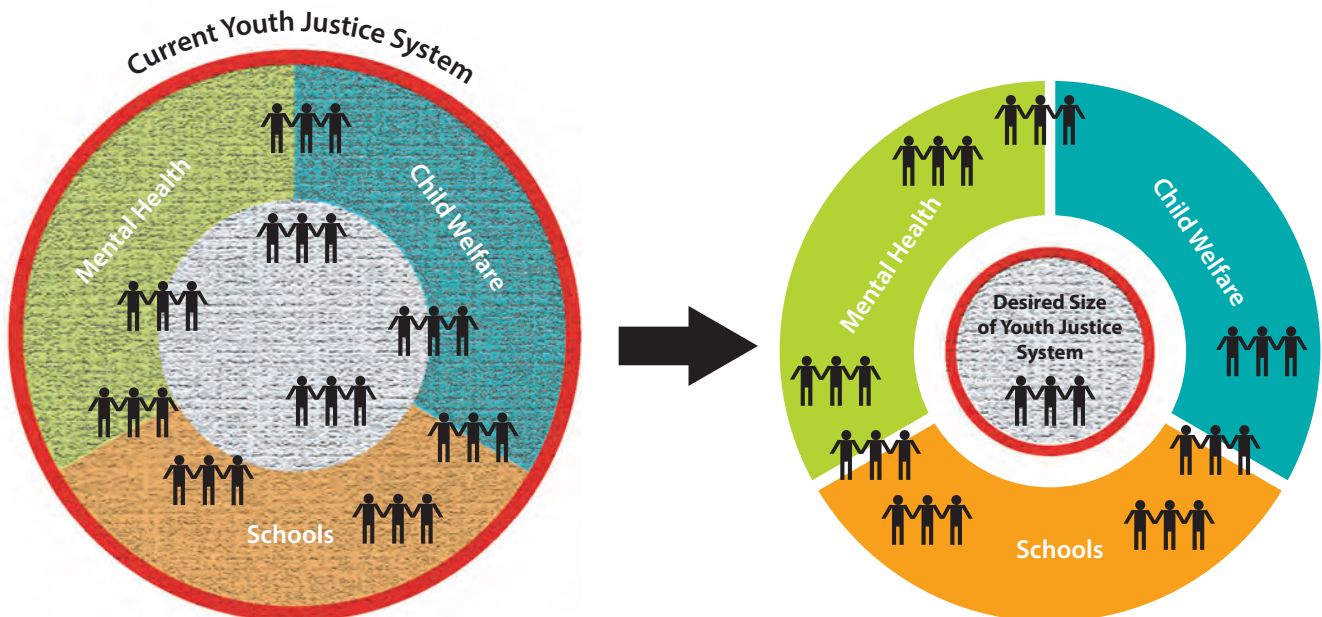 Current Youth Justice System
Mental Health
Child Welfare
Schools
Mental Health
Child Welfare
Desired Size
of Youth Justice
System
Schools